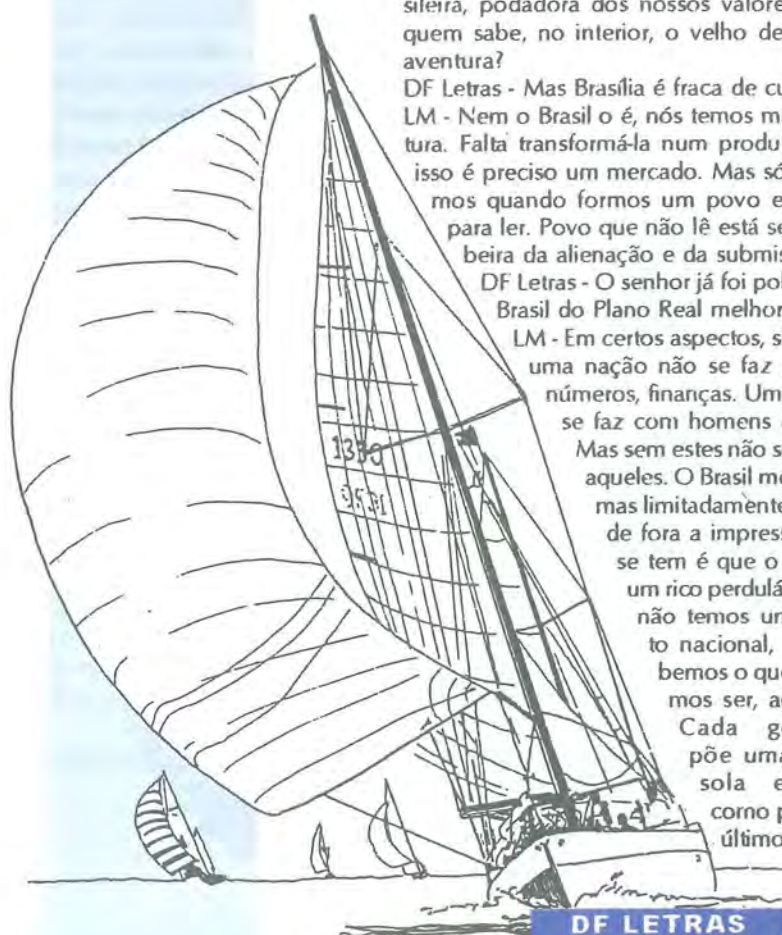 sileira, podadora dos nossos valores
quem sabe, no interior, o velho de
aventura?
DF Letras - Mas Brasília é fraca de cu
LM - Nem o Brasil o é, nós temos m
tura. Falta transformá-la num produ
isso é preciso um mercado. Mas só
mos quando formos um povo e
para ler. Povo que não lê está se
beira da alienação e da submis
DF Letras - O senhor já foi pol
Brasil do Plano Real melhor
LM - Em certos aspectos, s
uma nação não se faz
números, finanças. Um
se faz com homens
Mas sem estes não s
aqueles. O Brasil me
mas limitadamente
de fora a impress
se tem é que o
um rico perdulá
não temos un
to nacional,
bemos o que
mos ser, a
Cada g
põe uma
sola e
como p
último
DF LETRAS